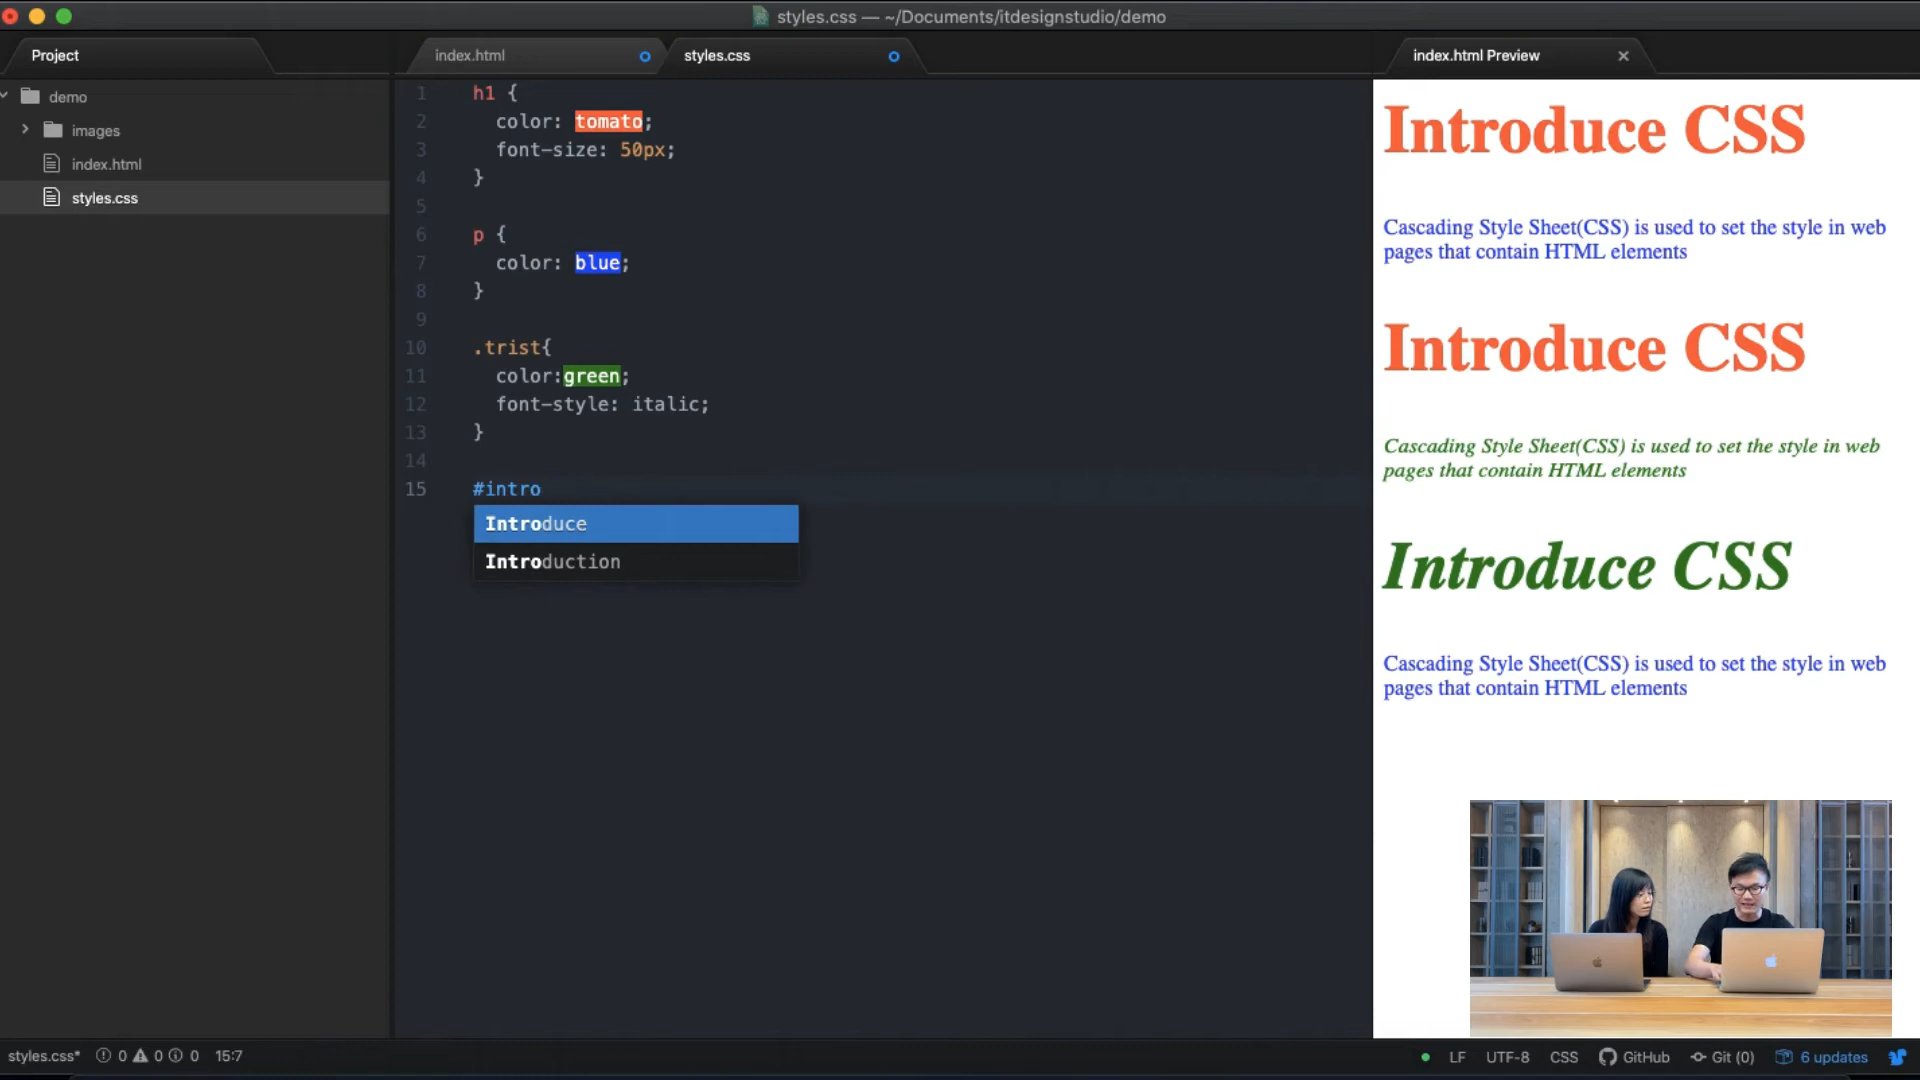 styles.css — ~/Documents/itdesignstudio/demo
Project
index.html
styles.css
index.html Preview
demo
images
index.html
styles.css
1 h1 {
2 color: tomato;
3 font-size: 50px;
4 }
5
6 p {
7 color: blue;
8 }
9
10 .trist{
11 color:green;
12 font-style: italic;
13 }
14
15 #intro
Introduce
Introduction
Introduce CSS
Cascading Style Sheet(CSS) is used to set the style in web
pages that contain HTML elements
Introduce CSS
Cascading Style Sheet(CSS) is used to set the style in web
pages that contain HTML elements
Introduce CSS
Cascading Style Sheet(CSS) is used to set the style in web
pages that contain HTML elements
styles.css* 0 0 0 15:7
LF UTF-8 CSS GitHub Git (0) 6 updates